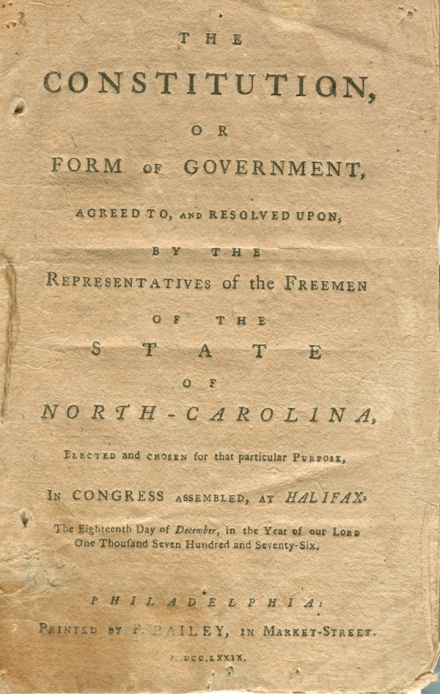 THE
CONSTITUTION,
OR
FORM OF GOVERNMENT,
AGREED TO, AND RESOLVED UPON,
BY THE
REPRESENTATIVES of the FREEMEN
OF THE
STATE
OF
NORTH-CAROLINA,
ELECTED and CHOSEN for that particular PURPOSE,
IN CONGRESS ASSEMBLED, AT HALIFAX,
The Eighteenth Day of December, in the Year of our LORD
One Thouſand Seven Hundred and Seventy-Six.
PHILADELPHIA:
PRINTED BY F. BAILEY, IN MARKET-STREET.
M.DCC.LXXIX.